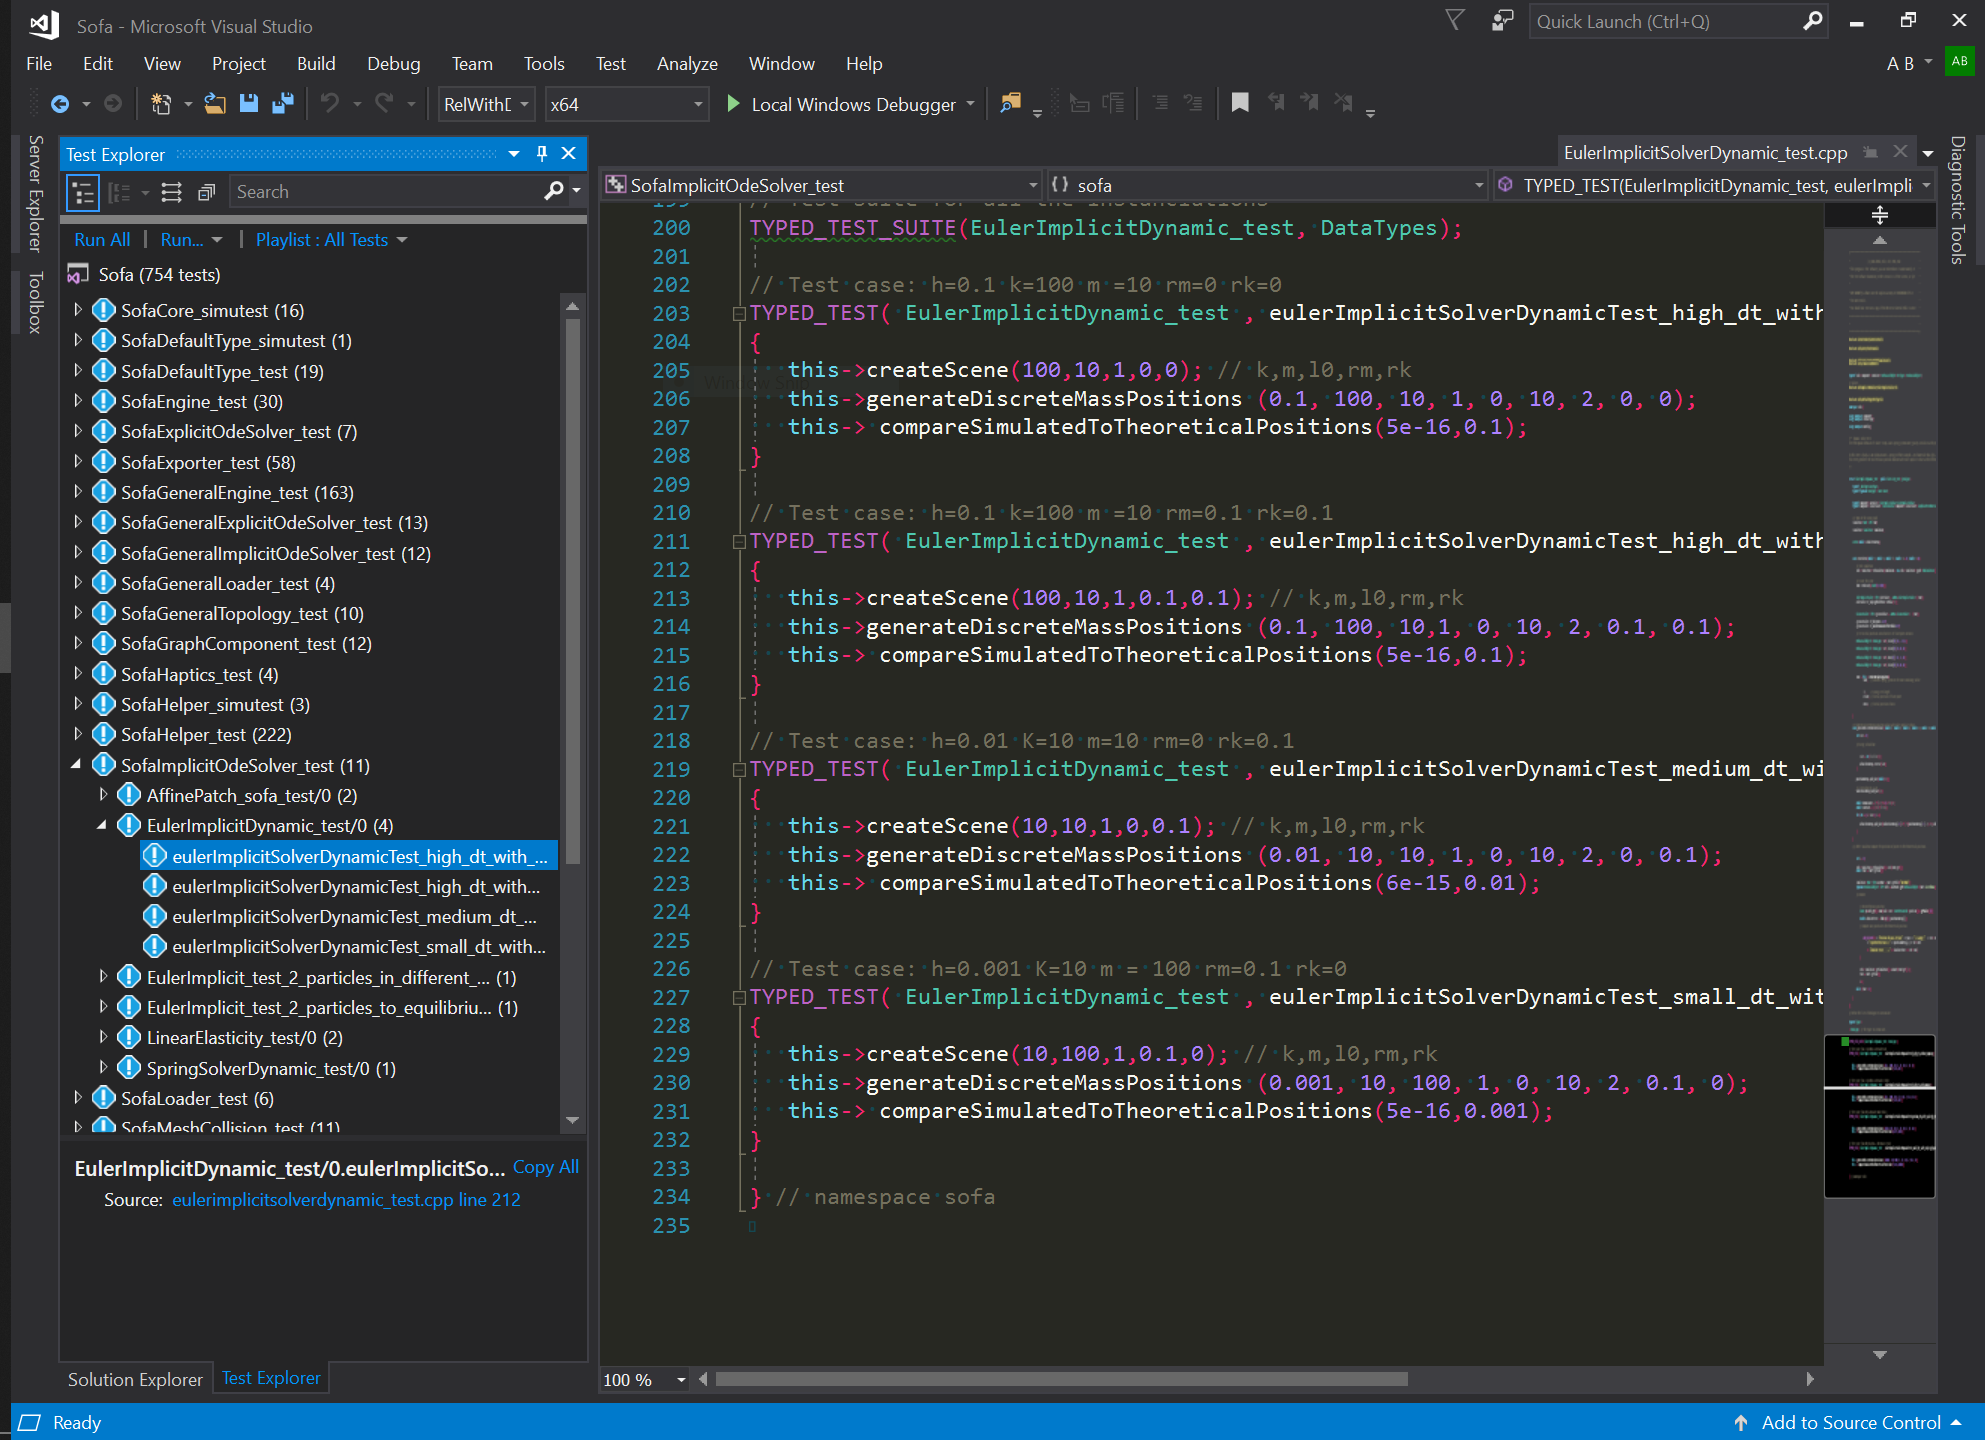 Sofa - Microsoft Visual Studio
Quick Launch (Ctrl+Q)
File Edit View Project Build Debug Team Tools Test Analyze Window Help
A B
AB
RelWithD
x64
Local Windows Debugger
Server Explorer
Toolbox
Test Explorer
Search
Run All | Run... Playlist : All Tests
Sofa (754 tests)
SofaCore_simutest (16)
SofaDefaultType_simutest (1)
SofaDefaultType_test (19)
SofaEngine_test (30)
SofaExplicitOdeSolver_test (7)
SofaExporter_test (58)
SofaGeneralEngine_test (163)
SofaGeneralExplicitOdeSolver_test (13)
SofaGeneralImplicitOdeSolver_test (12)
SofaGeneralLoader_test (4)
SofaGeneralTopology_test (10)
SofaGraphComponent_test (12)
SofaHaptics_test (4)
SofaHelper_simutest (3)
SofaHelper_test (222)
SofaImplicitOdeSolver_test (11)
AffinePatch_sofa_test/0 (2)
EulerImplicitDynamic_test/0 (4)
eulerImplicitSolverDynamicTest_high_dt_with_...
eulerImplicitSolverDynamicTest_high_dt_with...
eulerImplicitSolverDynamicTest_medium_dt_...
eulerImplicitSolverDynamicTest_small_dt_with...
EulerImplicit_test_2_particles_in_different_... (1)
EulerImplicit_test_2_particles_to_equilibriu... (1)
LinearElasticity_test/0 (2)
SpringSolverDynamic_test/0 (1)
SofaLoader_test (6)
SofaMeshCollision_test (11)
EulerImplicitDynamic_test/0.eulerImplicitSo... Copy All
Source: eulerimplicitsolverdynamic_test.cpp line 212
Solution Explorer
Test Explorer
EulerImplicitSolverDynamic_test.cpp
SofaImplicitOdeSolver_test
{} sofa
TYPED_TEST(EulerImplicitDynamic_test, eulerImpli
199 // Test suite for all the instanciations
200 TYPED_TEST_SUITE(EulerImplicitDynamic_test, DataTypes);
201
202 // Test case: h=0.1 k=100 m =10 rm=0 rk=0
203 TYPED_TEST( EulerImplicitDynamic_test , eulerImplicitSolverDynamicTest_high_dt_with
204 {
205 this->createScene(100,10,1,0,0); // k,m,l0,rm,rk
206 this->generateDiscreteMassPositions (0.1, 100, 10, 1, 0, 10, 2, 0, 0);
207 this-> compareSimulatedToTheoreticalPositions(5e-16,0.1);
208 }
209
210 // Test case: h=0.1 k=100 m =10 rm=0.1 rk=0.1
211 TYPED_TEST( EulerImplicitDynamic_test , eulerImplicitSolverDynamicTest_high_dt_with
212 {
213 this->createScene(100,10,1,0.1,0.1); // k,m,l0,rm,rk
214 this->generateDiscreteMassPositions (0.1, 100, 10,1, 0, 10, 2, 0.1, 0.1);
215 this-> compareSimulatedToTheoreticalPositions(5e-16,0.1);
216 }
217
218 // Test case: h=0.01 K=10 m=10 rm=0 rk=0.1
219 TYPED_TEST( EulerImplicitDynamic_test , eulerImplicitSolverDynamicTest_medium_dt_wi
220 {
221 this->createScene(10,10,1,0,0.1); // k,m,l0,rm,rk
222 this->generateDiscreteMassPositions (0.01, 10, 10, 1, 0, 10, 2, 0, 0.1);
223 this-> compareSimulatedToTheoreticalPositions(6e-15,0.01);
224 }
225
226 // Test case: h=0.001 K=10 m = 100 rm=0.1 rk=0
227 TYPED_TEST( EulerImplicitDynamic_test , eulerImplicitSolverDynamicTest_small_dt_wit
228 {
229 this->createScene(10,100,1,0.1,0); // k,m,l0,rm,rk
230 this->generateDiscreteMassPositions (0.001, 10, 100, 1, 0, 10, 2, 0.1, 0);
231 this-> compareSimulatedToTheoreticalPositions(5e-16,0.001);
232 }
233
234 } // namespace sofa
235
100 %
Diagnostic Tools
Ready
Add to Source Control